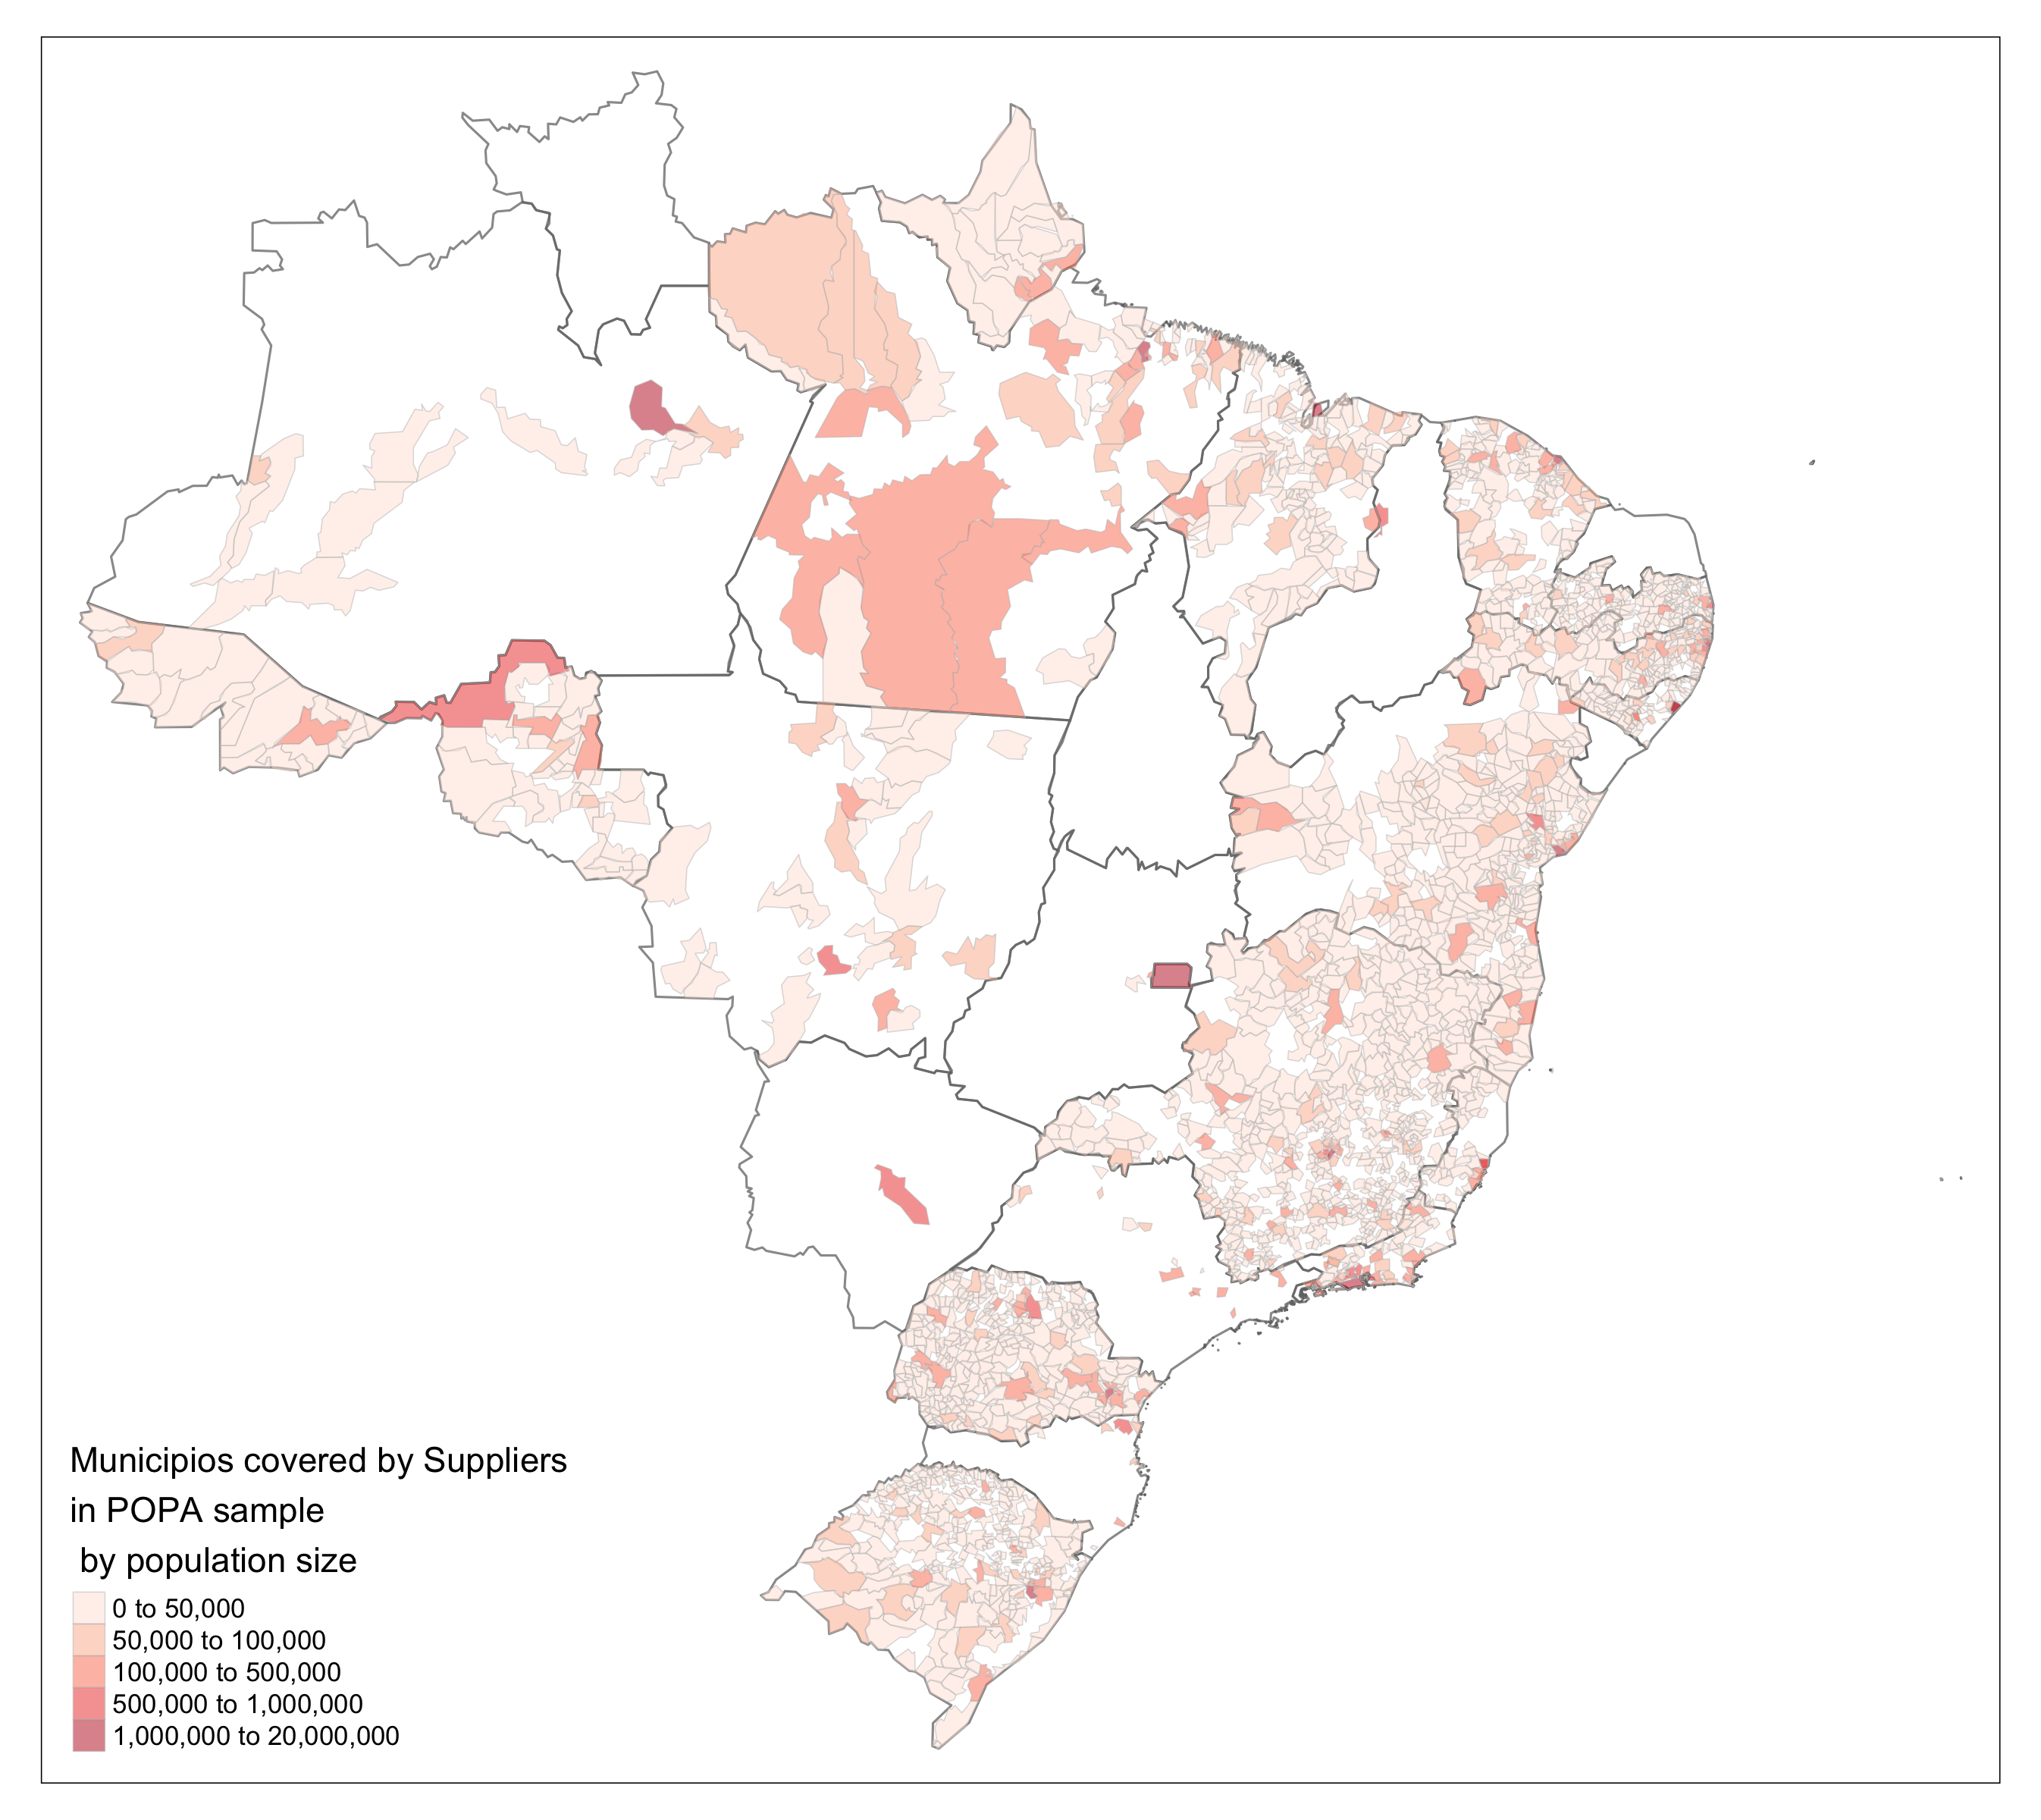 Municipios covered by Suppliers
in POPA sample
by population size
0 to 50,000
50,000 to 100,000
100,000 to 500,000
500,000 to 1,000,000
1,000,000 to 20,000,000